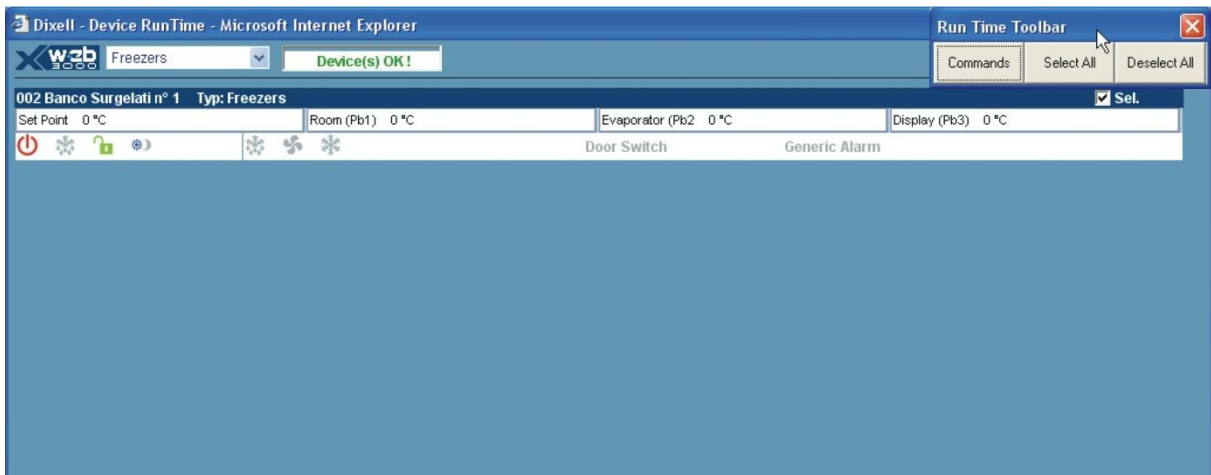 Dixell - Device RunTime - Microsoft Internet Explorer
Run Time Toolbar
Xweb 3000 Freezers Device(s) OK !
Commands Select All Deselect All
002 Banco Surgelati n° 1 Typ: Freezers Sel.
Set Point 0 °C Room (Pb1) 0 °C Evaporator (Pb2 0 °C Display (Pb3) 0 °C
Door Switch Generic Alarm